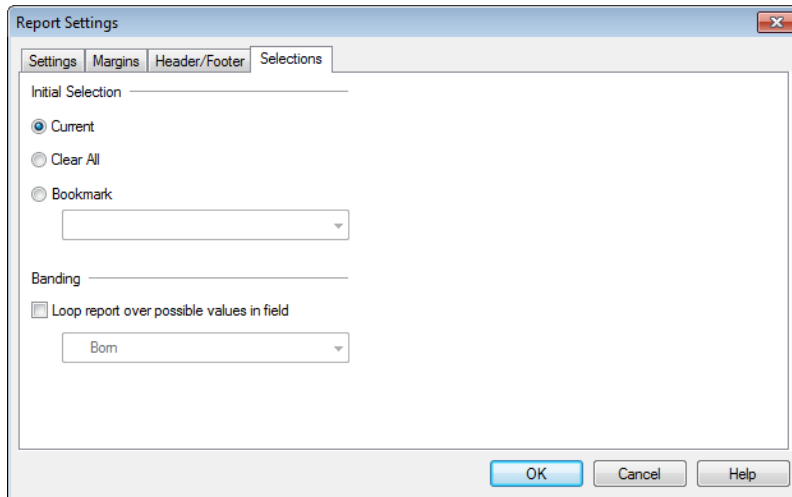 Report Settings
Settings Margins Header/Footer Selections
Initial Selection
Current
Clear All
Bookmark
Banding
Loop report over possible values in field
Born
OK Cancel Help